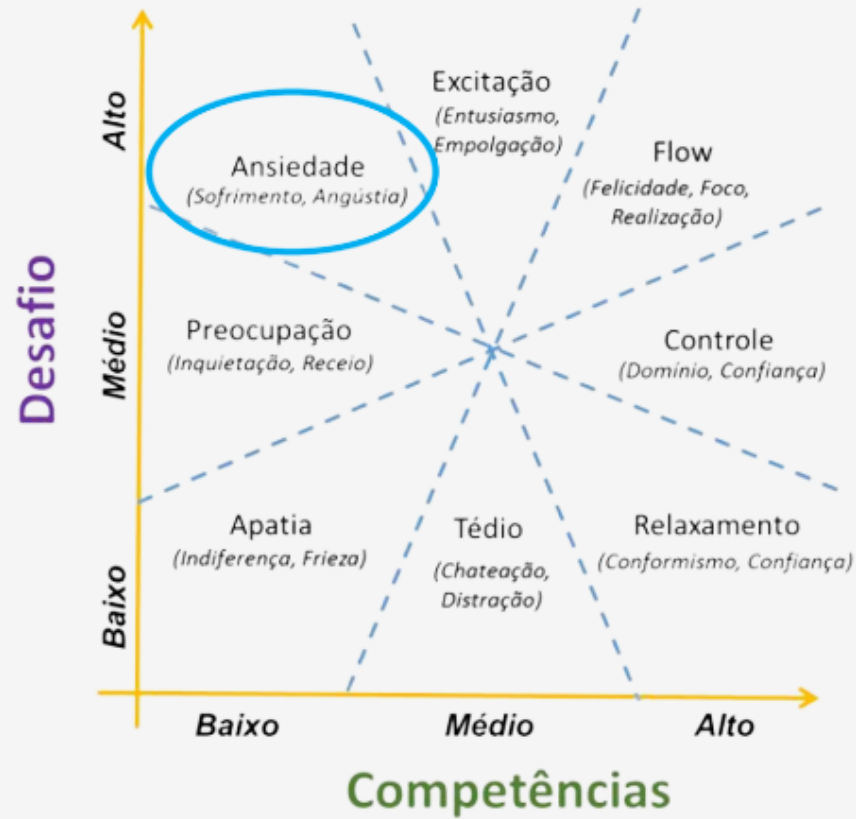 Desafio
Alto
Médio
Baixo
Excitação
(Entusiasmo,
Empolgação)
Ansiedade
(Sofrimento, Angústia)
Flow
(Felicidade, Foco,
Realização)
Preocupação
(Inquietação, Receio)
Controle
(Domínio, Confiança)
Apatia
(Indiferença, Frieza)
Tédio
(Chateação,
Distração)
Relaxamento
(Conformismo, Confiança)
Baixo
Médio
Alto
Competências